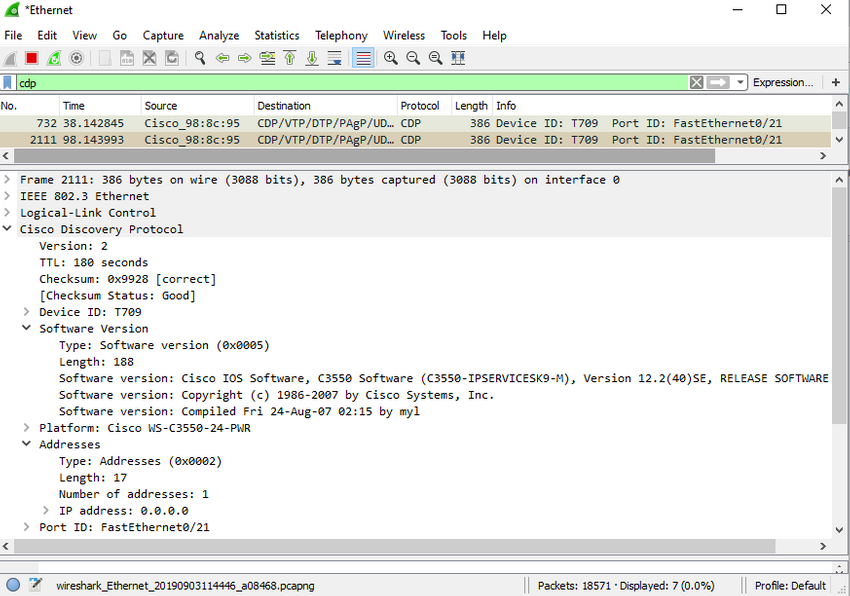 *Ethernet
File Edit View Go Capture Analyze Statistics Telephony Wireless Tools Help
cdp Expression... +
No. Time Source Destination Protocol Length Info
732 38.142845 Cisco_98:8c:95 CDP/VTP/DTP/PAgP/UD… CDP 386 Device ID: T709 Port ID: FastEthernet0/21
2111 98.143993 Cisco_98:8c:95 CDP/VTP/DTP/PAgP/UD… CDP 386 Device ID: T709 Port ID: FastEthernet0/21
Frame 2111: 386 bytes on wire (3088 bits), 386 bytes captured (3088 bits) on interface 0
IEEE 802.3 Ethernet
Logical-Link Control
Cisco Discovery Protocol
Version: 2
TTL: 180 seconds
Checksum: 0x9928 [correct]
[Checksum Status: Good]
Device ID: T709
Software Version
Type: Software version (0x0005)
Length: 188
Software version: Cisco IOS Software, C3550 Software (C3550-IPSERVICESK9-M), Version 12.2(40)SE, RELEASE SOFTWARE
Software version: Copyright (c) 1986-2007 by Cisco Systems, Inc.
Software version: Compiled Fri 24-Aug-07 02:15 by myl
Platform: Cisco WS-C3550-24-PWR
Addresses
Type: Addresses (0x0002)
Length: 17
Number of addresses: 1
IP address: 0.0.0.0
Port ID: FastEthernet0/21
wireshark_Ethernet_20190903114446_a08468.pcapng Packets: 18571 · Displayed: 7 (0.0%) Profile: Default